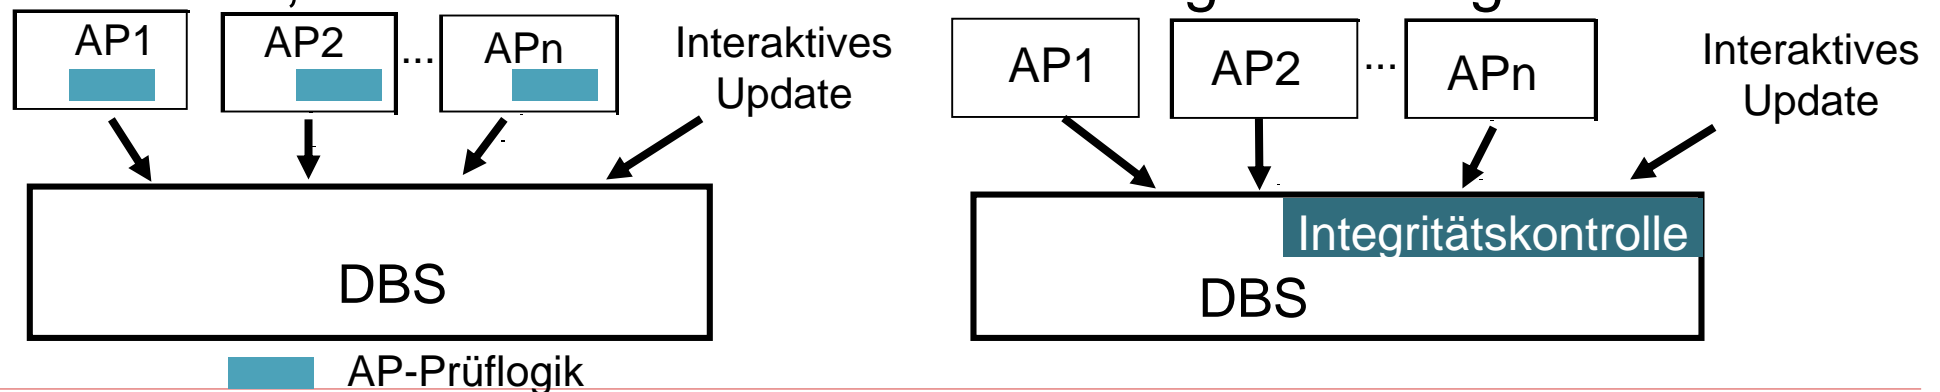 AP1
AP2
...
APn
Interaktives
Update
DBS
AP-Prüflogik
AP1
AP2
...
APn
Interaktives
Update
Integritätskontrolle
DBS